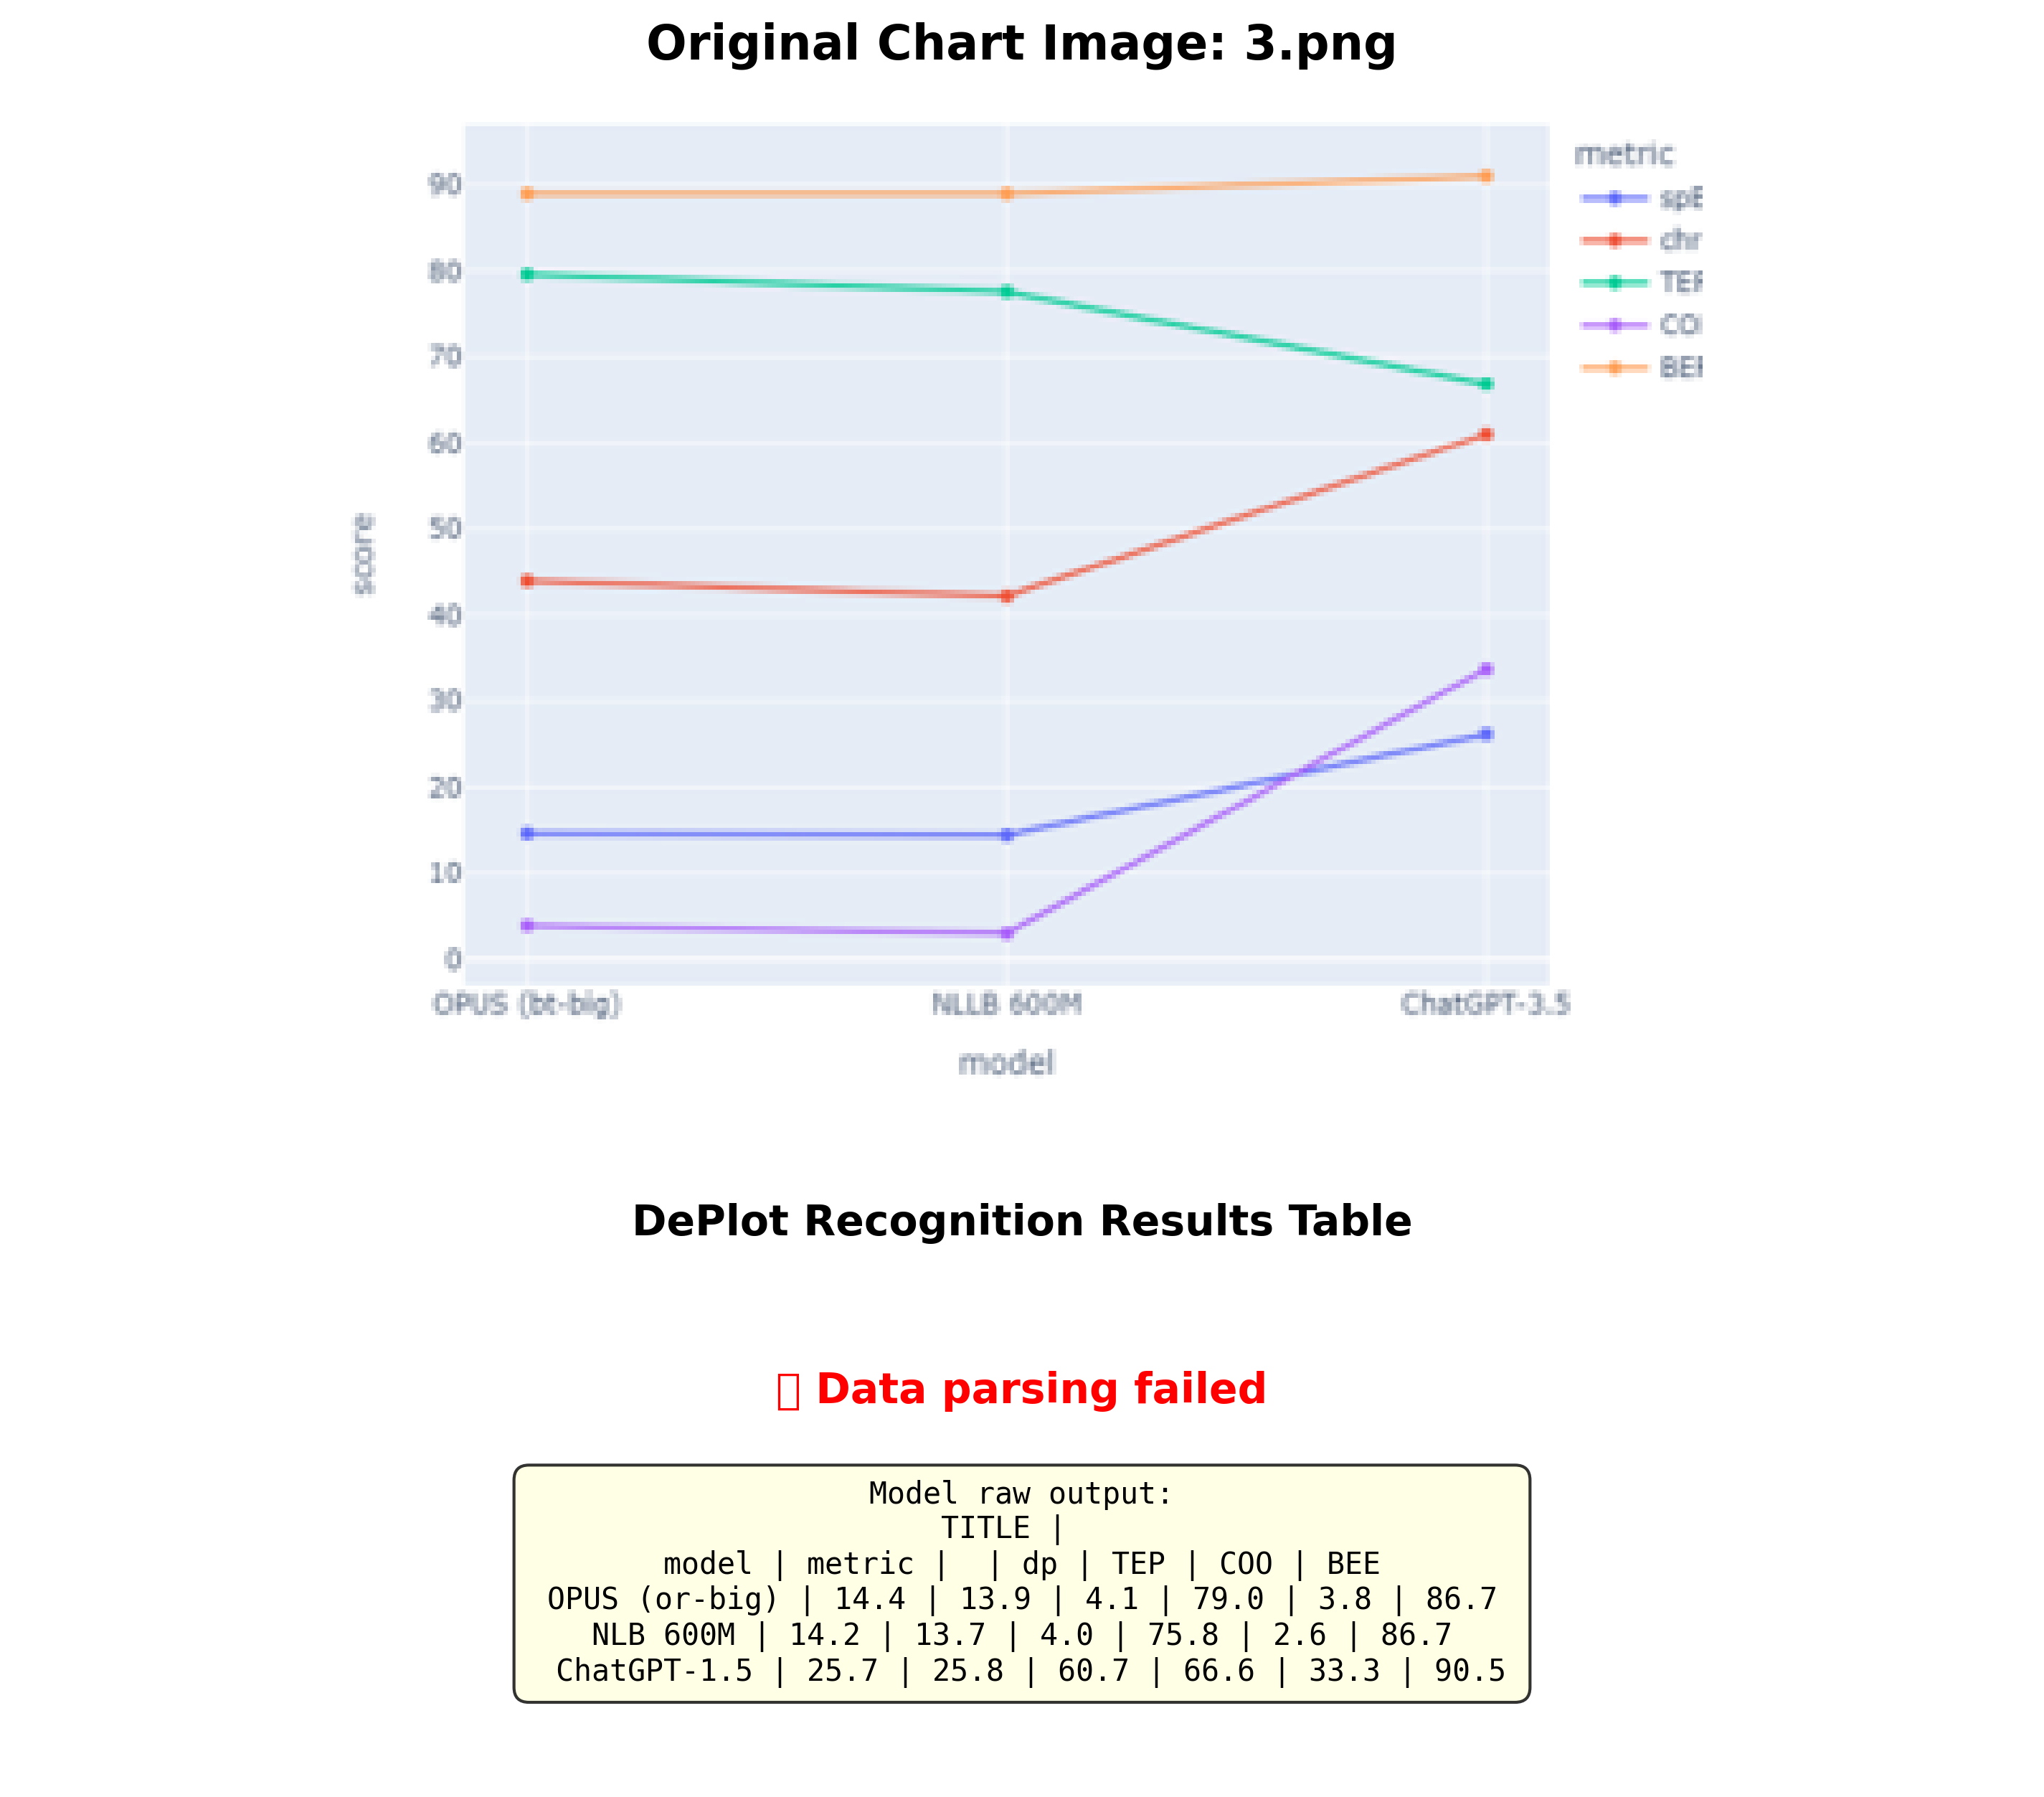 Original Chart Image: 3.png
metric
spE
chr
TER
CO
BER
90
80
70
60
50
40
30
20
10
0
score
OPUS (bt-big)
NLLB 600M
ChatGPT-3.5
model
DePlot Recognition Results Table
Data parsing failed
Model raw output:
TITLE |
model | metric |  | dp | TEP | COO | BEE
OPUS (or-big) | 14.4 | 13.9 | 4.1 | 79.0 | 3.8 | 86.7
NLB 600M | 14.2 | 13.7 | 4.0 | 75.8 | 2.6 | 86.7
ChatGPT-1.5 | 25.7 | 25.8 | 60.7 | 66.6 | 33.3 | 90.5